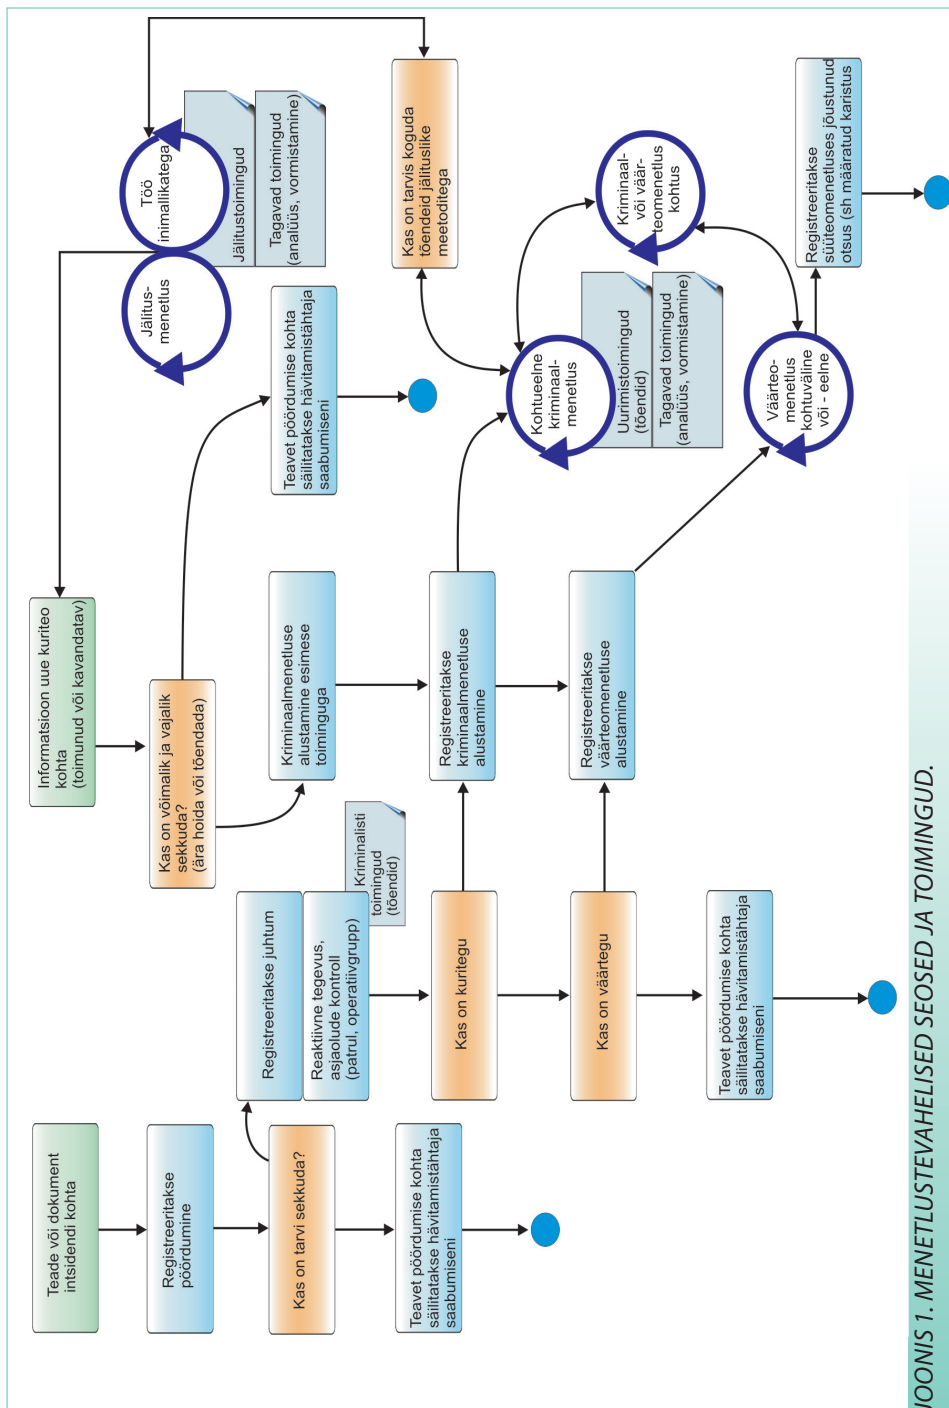 Teade või dokument
intsidendi kohta
Registreeritakse
pöördumine
Kas on tarvi sekkuda?
Teavet pöördumise kohta
säilitatakse hävitamistähtaja
saabumiseni
Registreeritakse juhtum
Reaktiivne tegevus,
asjaolude kontroll
(patrul, operatiivgrupp)
Kriminalisti
toimingud
(tõendid)
Kas on kuritegu
Kas on väärtegu
Teavet pöördumise kohta
säilitatakse hävitamistähtaja
saabumiseni
Informatsioon uue kuriteo
kohta
(toimunud või kavandatav)
Kas on võimalik ja vajalik
sekkuda?
(ära hoida või tõendada)
Kriminaalmenetluse
alustamine esimese
toiminguga
Registreeritakse
kriminaalmenetluse
alustamine
Registreeritakse
väärteomenetluse
alustamine
Teavet pöördumise kohta
säilitatakse hävitamistähtaja
saabumiseni
Jälitus-
menetlus
Töö
inimallikatega
Jälitustoimingud
Tagavad toimingud
(analüüs, vormistamine)
Kas on tarvis koguda
tõendeid jälituslike
meetoditega
Kohtueelne
kriminaal-
menetlus
Uurimistoimingud
(tõendid)
Tagavad toimingud
(analüüs, vormistamine)
Kriminaal-
või väär-
teomenetlus
kohtus
Väärteo-
menetlus
kohtuväline
või - eelne
Registreeritakse
süüteomenetluses jõustunud
otsus (sh määratud karistus
JOONIS 1. MENETLUSTEVAHELISED SEOSED JA TOIMINGUD.